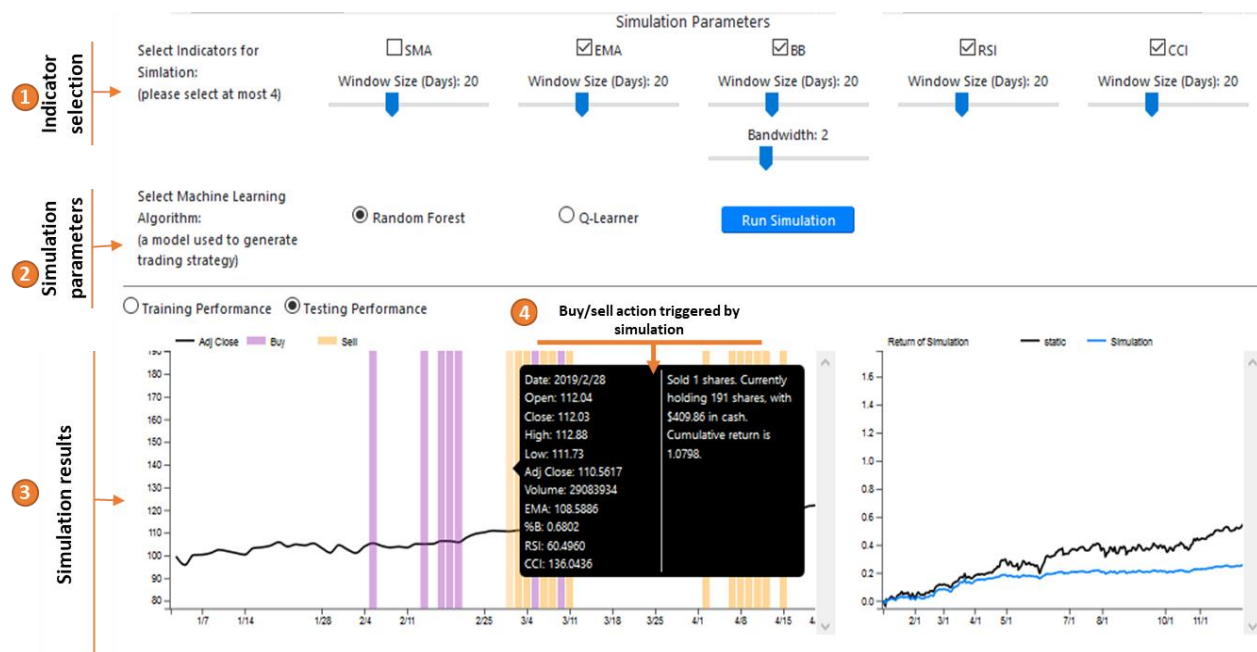 Simulation Parameters
1
Indicator
selection
Select Indicators for
Simlation:
(please select at most 4)
SMA
EMA
BB
RSI
CCI
Window Size (Days): 20
Window Size (Days): 20
Window Size (Days): 20
Window Size (Days): 20
Window Size (Days): 20
Bandwidth: 2
2
Simulation
parameters
Select Machine Learning
Algorithm:
(a model used to generate
trading strategy)
Random Forest
Q-Learner
Run Simulation
Training Performance
Testing Performance
4
Buy/sell action triggered by
simulation
3
Simulation results
Adj Close
Buy
Sell
190
180
170
160
150
140
130
120
110
100
90
80
1/7
1/14
1/28
2/4
2/11
2/25
3/4
3/11
3/18
3/25
4/1
4/8
4/15
Date: 2019/2/28
Open: 112.04
Close: 112.03
High: 112.88
Low: 111.73
Adj Close: 110.5617
Volume: 29083934
EMA: 108.5886
%B: 0.6802
RSI: 60.4960
CCI: 136.0436
Sold 1 shares. Currently
holding 191 shares, with
$409.86 in cash.
Cumulative return is
1.0798.
Return of Simulation
static
Simulation
1.6
1.4
1.2
1.0
0.8
0.6
0.4
0.2
0.0
2/1
3/1
4/1
5/1
7/1
8/1
10/1
11/1